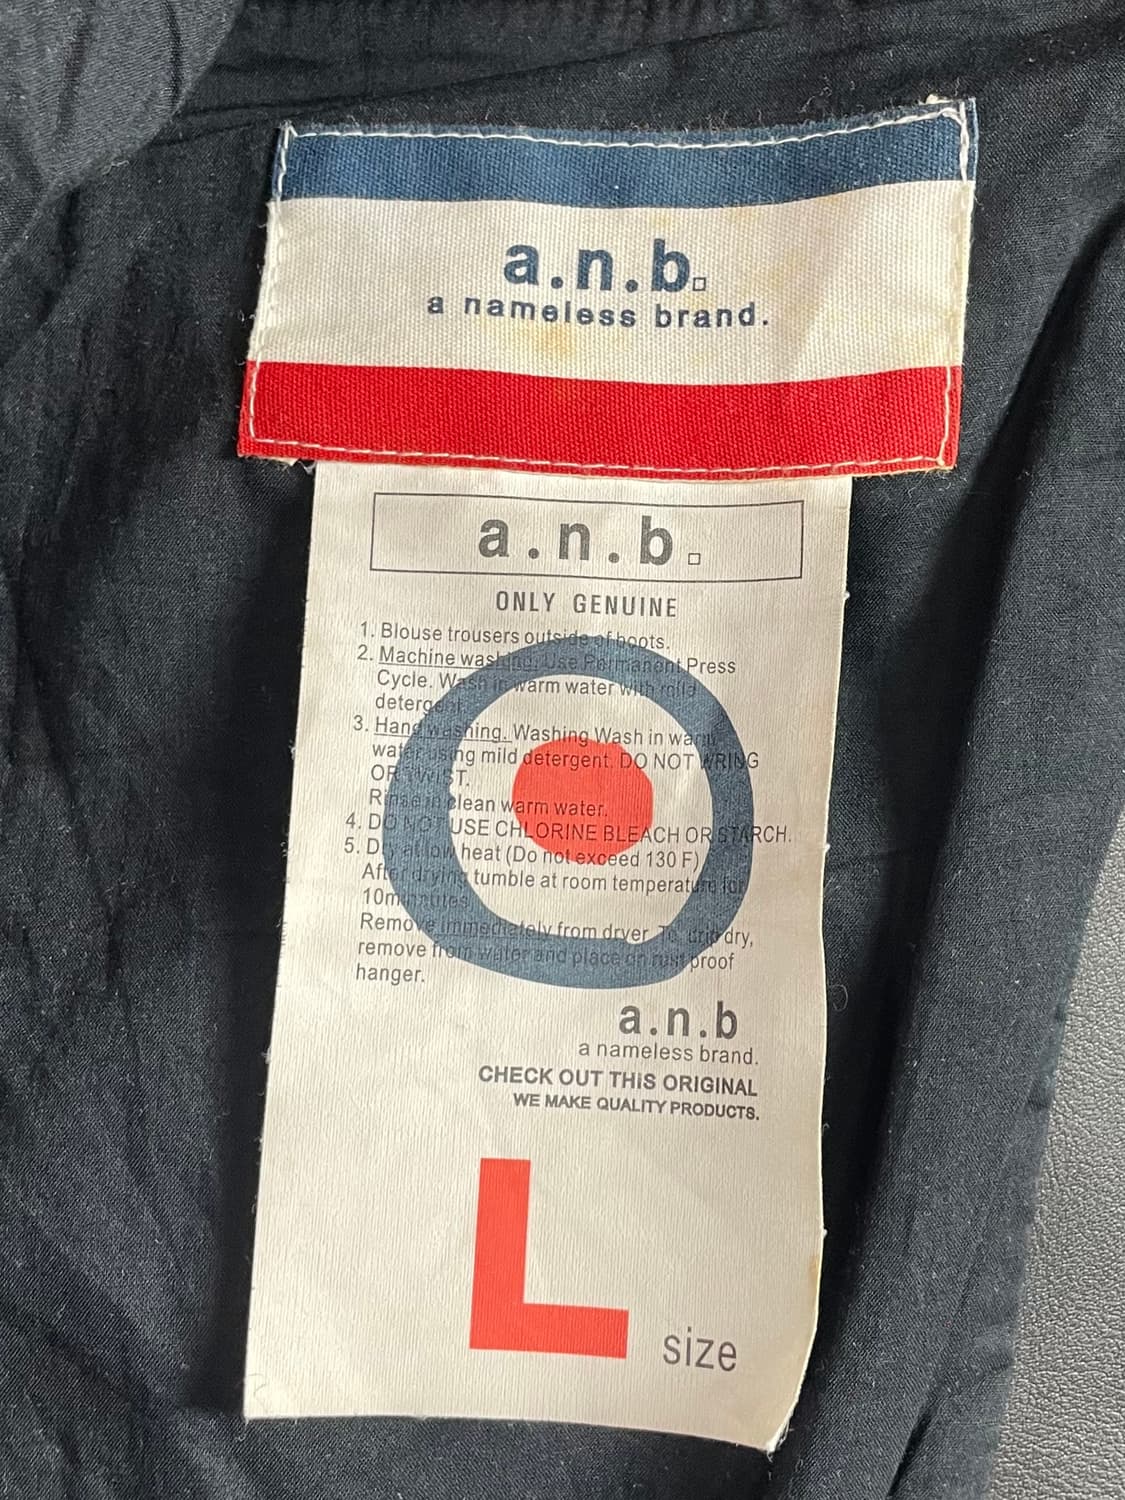 a.n.b.
a nameless brand.
a.n.b.
ONLY GENUINE
1. Blouse trousers outside of boots.
2. Machine washing. Use Permanent Press
Cycle. Wash in warm water with mild
detergent.
3. Hand washing. Washing Wash in warm
water using mild detergent. DO NOT WRING
OR TWIST.
Rinse in clean warm water.
4. DO NOT USE CHLORINE BLEACH OR STARCH.
5. Dry at low heat (Do not exceed 130 F)
After drying tumble at room temperature for
Remove immediately from dryer. To drip dry,
remove from water and place on rust proof
hanger.
a.n.b
a nameless brand.
CHECK OUT THIS ORIGINAL
WE MAKE QUALITY PRODUCTS.
L size